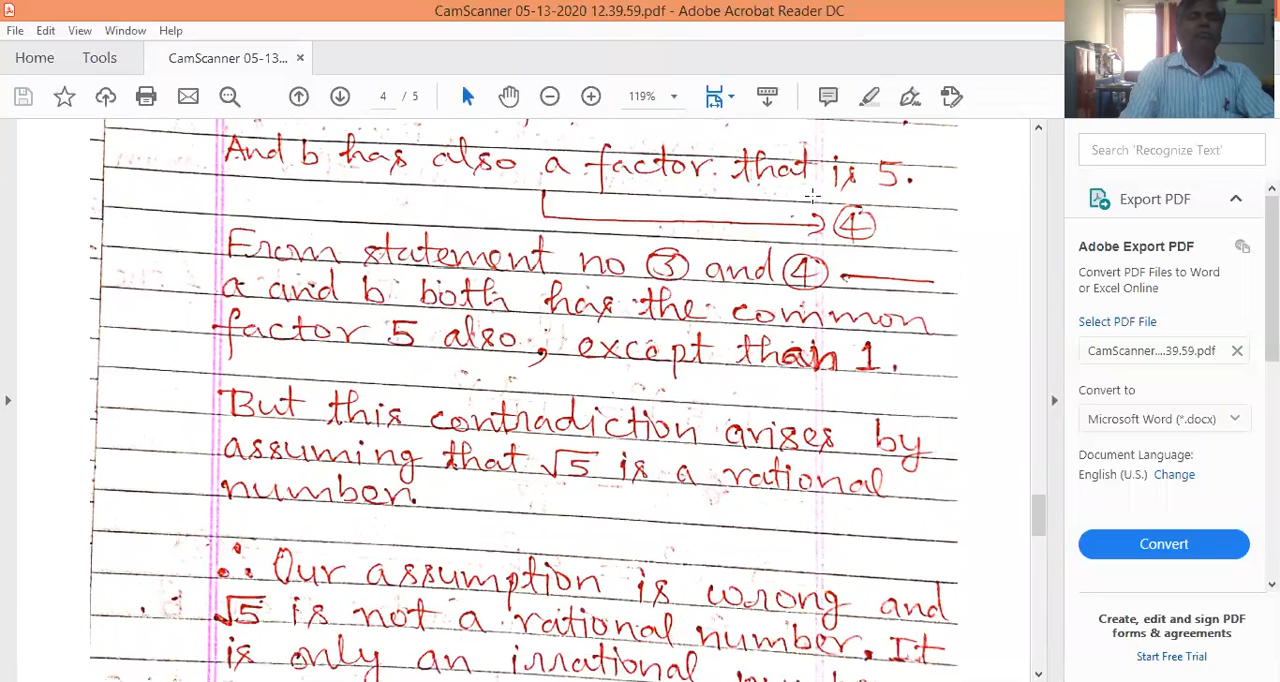 CamScanner 05-13-2020 12.39.59.pdf - Adobe Acrobat Reader DC
File Edit View Window Help
Home Tools CamScanner 05-13... ×
4 / 5 119%
And b has also a factor that is 5.
④
From statement no ③ and ④
a and b both has the common
factor 5 also, except than 1.
But this contradiction arises by
assuming that √5 is a rational
number.
∴ Our assumption is wrong and
√5 is not a rational number. It
is only an irrational
Search 'Recognize Text'
Export PDF
Adobe Export PDF
Convert PDF Files to Word
or Excel Online
Select PDF File
CamScanner....39.59.pdf ×
Convert to
Microsoft Word (*.docx)
Document Language:
English (U.S.) Change
Convert
Create, edit and sign PDF
forms & agreements
Start Free Trial